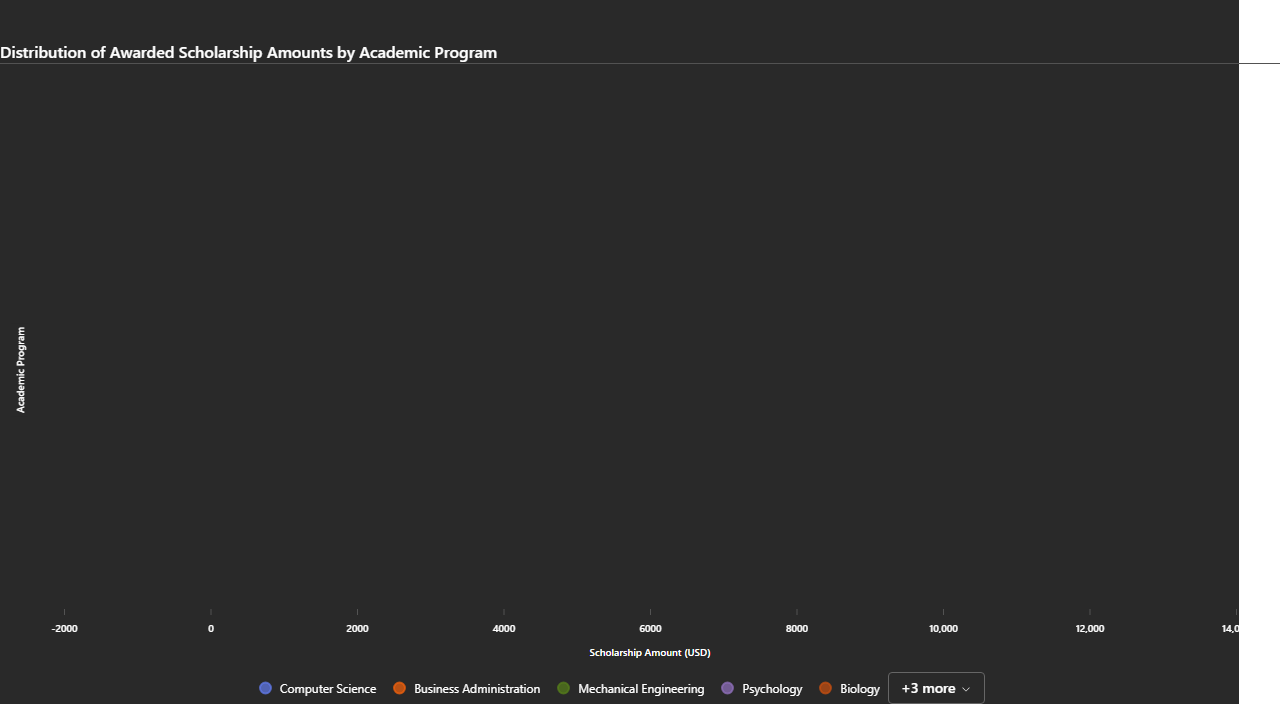 Distribution of Awarded Scholarship Amounts by Academic Program
Academic Program
-2000 0 2000 4000 6000 8000 10,000 12,000 14,0
Scholarship Amount (USD)
Computer Science Business Administration Mechanical Engineering Psychology Biology +3 more